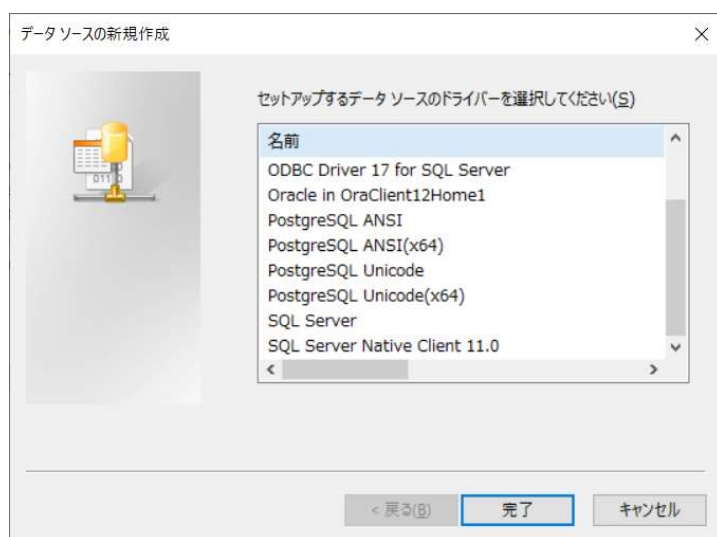 データ ソースの新規作成
セットアップするデータ ソースのドライバーを選択してください(S)
名前
ODBC Driver 17 for SQL Server
Oracle in OraClient12Home1
PostgreSQL ANSI
PostgreSQL ANSI(x64)
PostgreSQL Unicode
PostgreSQL Unicode(x64)
SQL Server
SQL Server Native Client 11.0
< 戻る(B)
完了
キャンセル